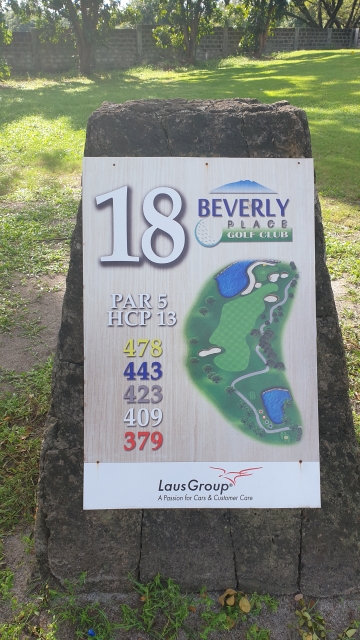 18
BEVERLY
PLACE
GOLF CLUB
PAR 5
HCP 13
478
443
423
409
379
LausGroup®
A Passion for Cars & Customer Care